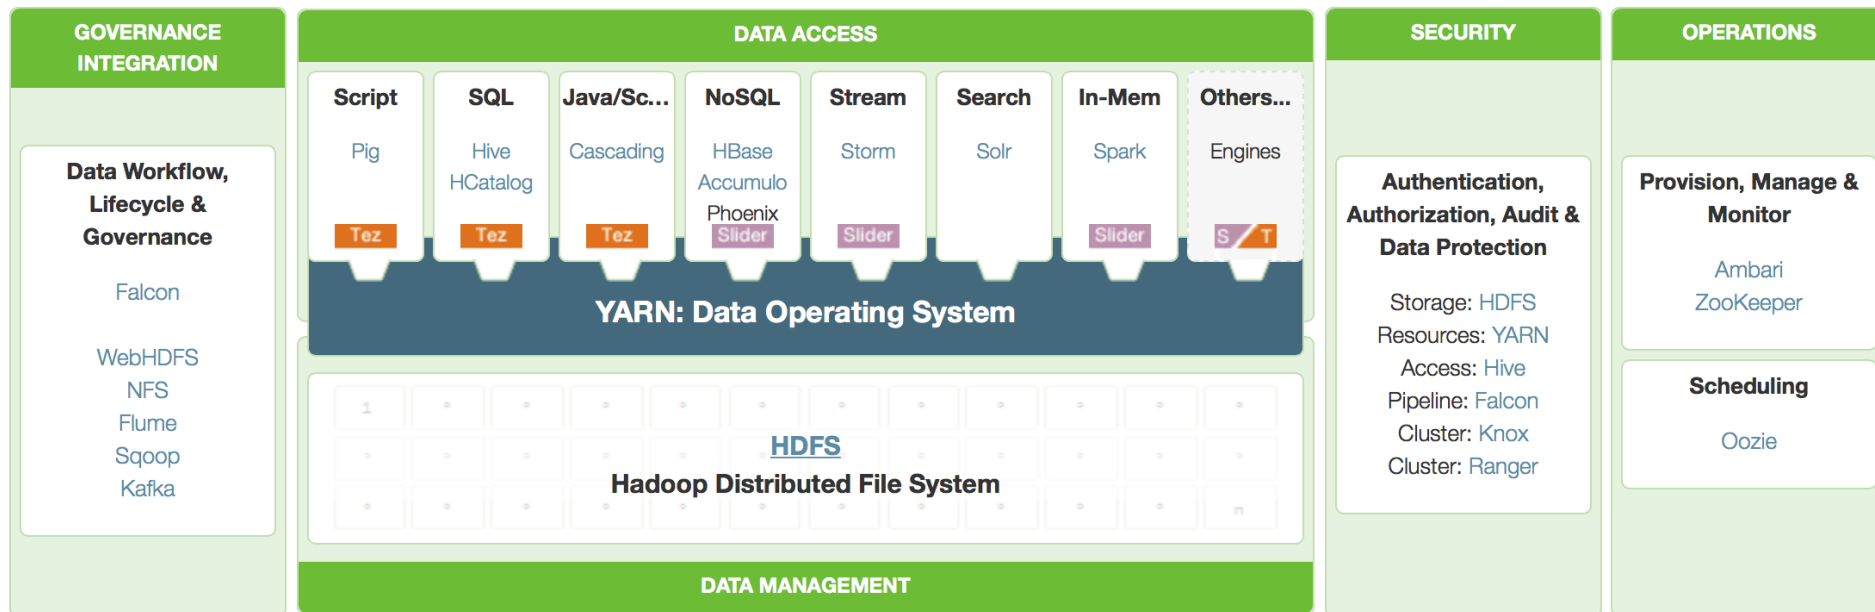 GOVERNANCE
INTEGRATION
Data Workflow,
Lifecycle &
Governance
Falcon
WebHDFS
NFS
Flume
Sqoop
Kafka
DATA ACCESS
Script
Pig
Tez
SQL
Hive
HCatalog
Tez
Java/Sc...
Cascading
Tez
NoSQL
HBase
Accumulo
Phoenix
Slider
Stream
Storm
Slider
Search
Solr
In-Mem
Spark
Slider
Others...
Engines
S T
YARN: Data Operating System
1
HDFS
Hadoop Distributed File System
n
DATA MANAGEMENT
SECURITY
Authentication,
Authorization, Audit &
Data Protection
Storage: HDFS
Resources: YARN
Access: Hive
Pipeline: Falcon
Cluster: Knox
Cluster: Ranger
OPERATIONS
Provision, Manage &
Monitor
Ambari
ZooKeeper
Scheduling
Oozie